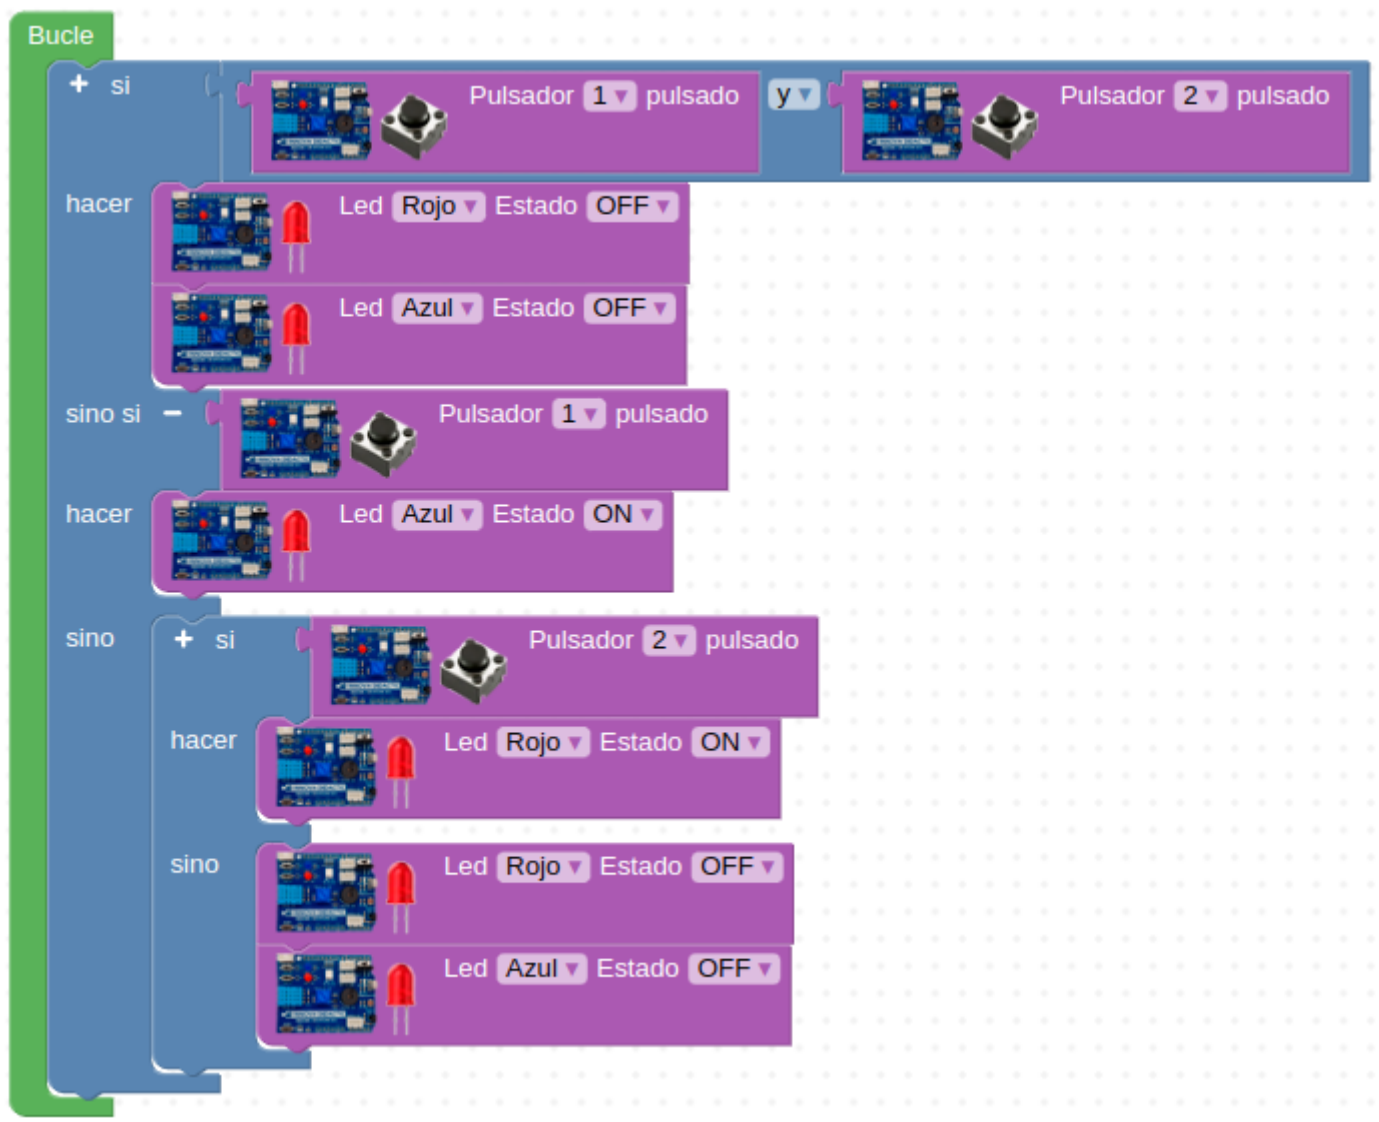 Bucle
+ si Pulsador 1 ▾ pulsado y ▾ Pulsador 2 ▾ pulsado
hacer Led Rojo ▾ Estado OFF ▾
Led Azul ▾ Estado OFF ▾
sino si − Pulsador 1 ▾ pulsado
hacer Led Azul ▾ Estado ON ▾
sino + si Pulsador 2 ▾ pulsado
hacer Led Rojo ▾ Estado ON ▾
sino Led Rojo ▾ Estado OFF ▾
Led Azul ▾ Estado OFF ▾